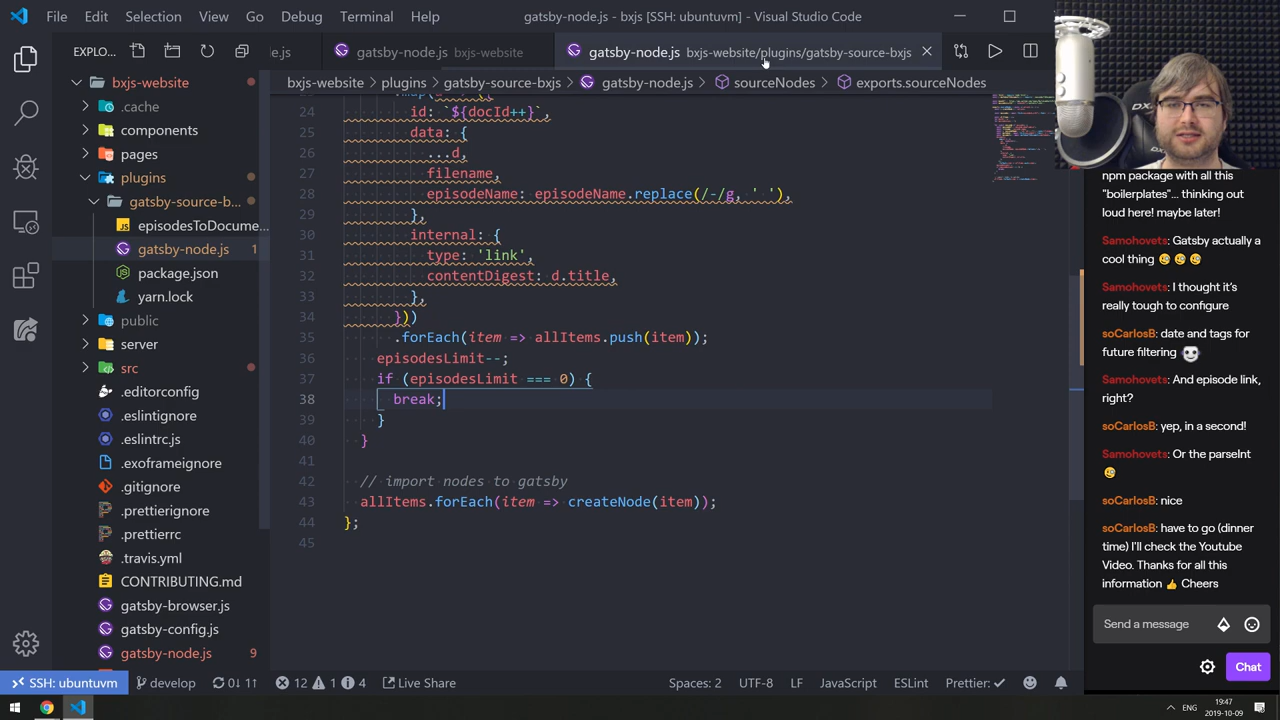 File Edit Selection View Go Debug Terminal Help
gatsby-node.js - bxjs [SSH: ubuntuvm] - Visual Studio Code
EXPLO...
de.js
gatsby-node.js bxjs-website
gatsby-node.js bxjs-website/plugins/gatsby-source-bxjs
bxjs-website > plugins > gatsby-source-bxjs > gatsby-node.js > sourceNodes > exports.sourceNodes
bxjs-website
.cache
components
pages
plugins
gatsby-source-b...
episodesToDocume...
gatsby-node.js 1
package.json
yarn.lock
public
server
src
.editorconfig
.eslintignore
.eslintrc.js
.exoframeignore
.gitignore
.prettierignore
.prettierrc
.travis.yml
CONTRIBUTING.md
gatsby-browser.js
gatsby-config.js
gatsby-node.js 9
id: `${docId++}`,
25 data: {
26 ...d,
filename,
28 episodeName: episodeName.replace(/-/g, ' '),
29 },
30 internal: {
31 type: 'link',
32 contentDigest: d.title,
33 },
34 }))
35 .forEach(item => allItems.push(item));
36 episodesLimit--;
37 if (episodesLimit === 0) {
38 break;
39 }
40 }
41
42 // import nodes to gatsby
43 allItems.forEach(item => createNode(item));
44 };
45
npm package with all this
"boilerplates"... thinking out
loud here! maybe later!
Samohovets: Gatsby actually a
cool thing
Samohovets: I thought it's
really tough to configure
soCarlosB: date and tags for
future filtering
Samohovets: And episode link,
right?
soCarlosB: yep, in a second!
Samohovets: Or the parseInt
soCarlosB: nice
soCarlosB: have to go (dinner
time) I'll check the Youtube
Video. Thanks for all this
information 👍 Cheers
Send a message
Chat
SSH: ubuntuvm develop 0↓ 11↑ 12 1 4 Live Share
Spaces: 2 UTF-8 LF JavaScript ESLint Prettier: ✓
ENG
19:47
2019-10-09